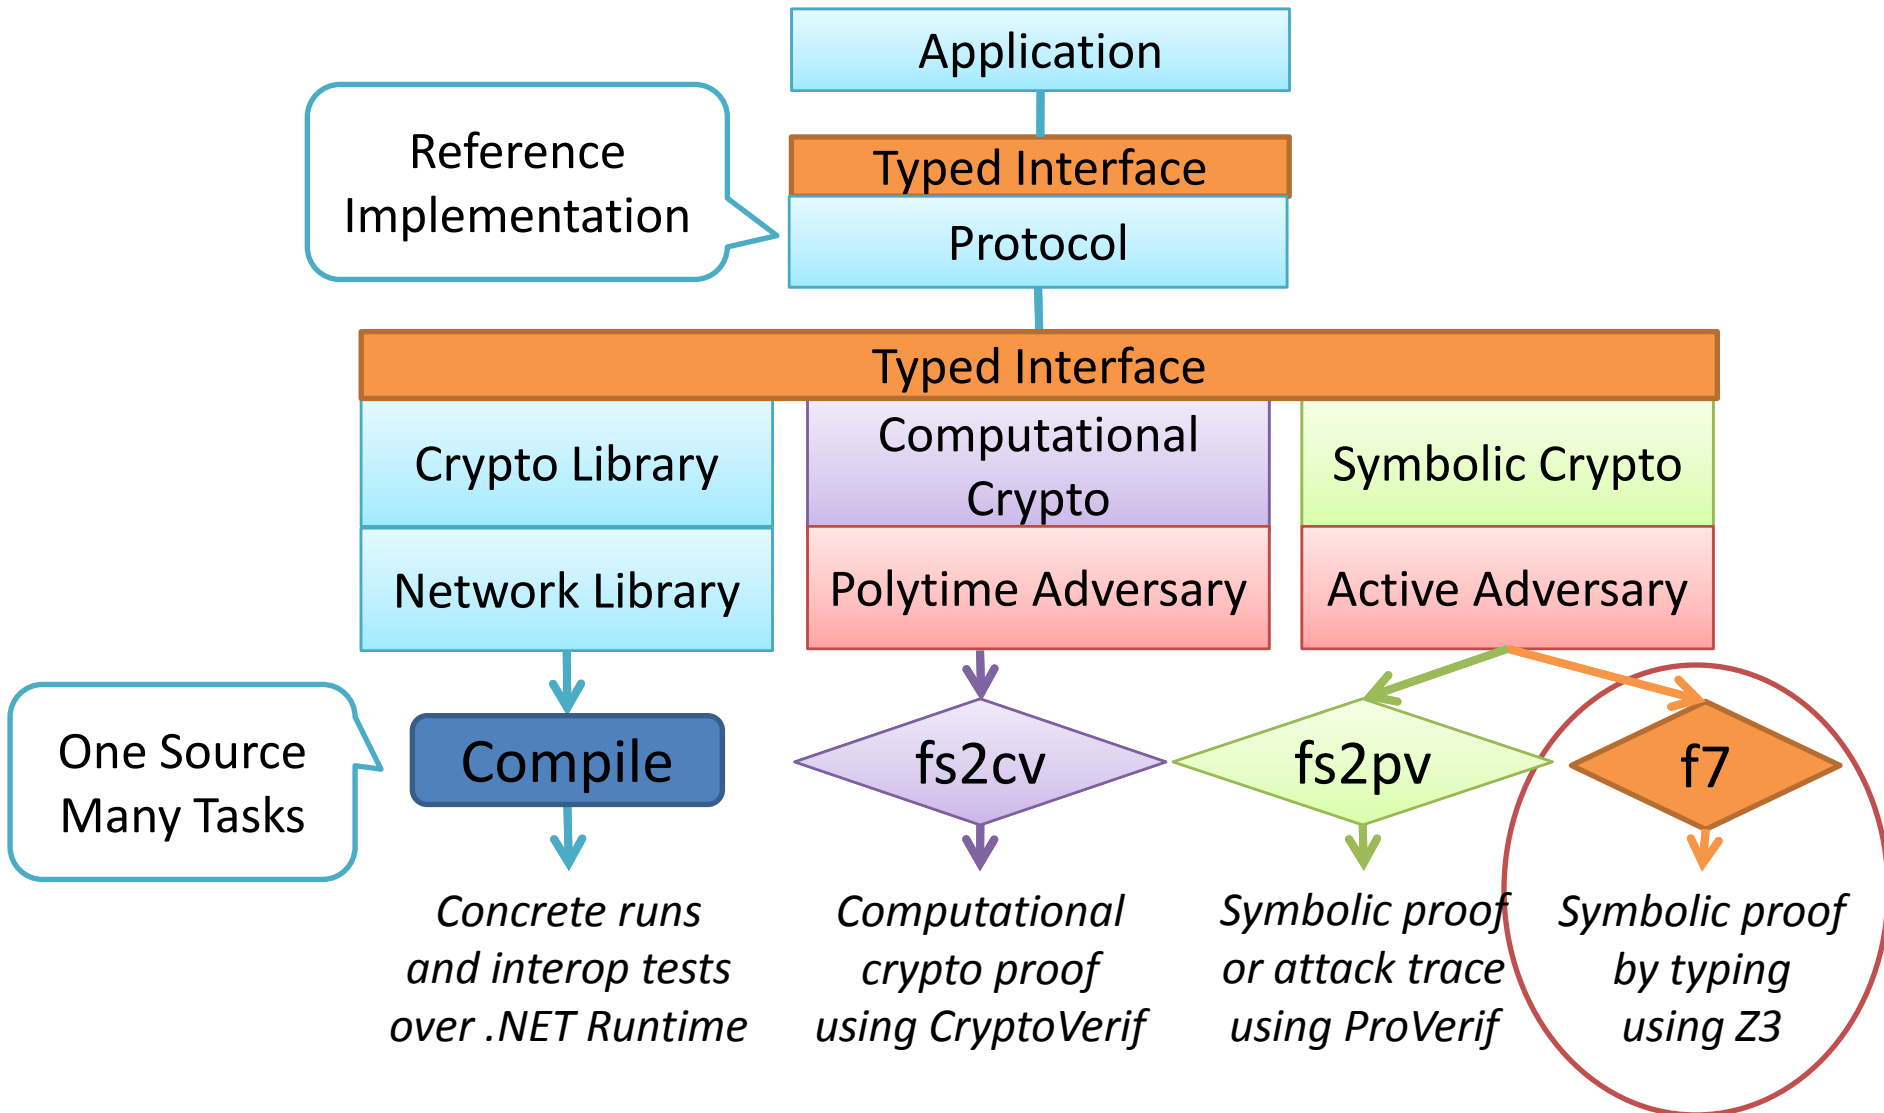 Application
Reference
Implementation
Typed Interface
Protocol
Typed Interface
Crypto Library
Computational
Crypto
Symbolic Crypto
Network Library
Polytime Adversary
Active Adversary
One Source
Many Tasks
Compile
fs2cv
fs2pv
f7
Concrete runs
and interop tests
over .NET Runtime
Computational
crypto proof
using CryptoVerif
Symbolic proof
or attack trace
using ProVerif
Symbolic proof
by typing
using Z3